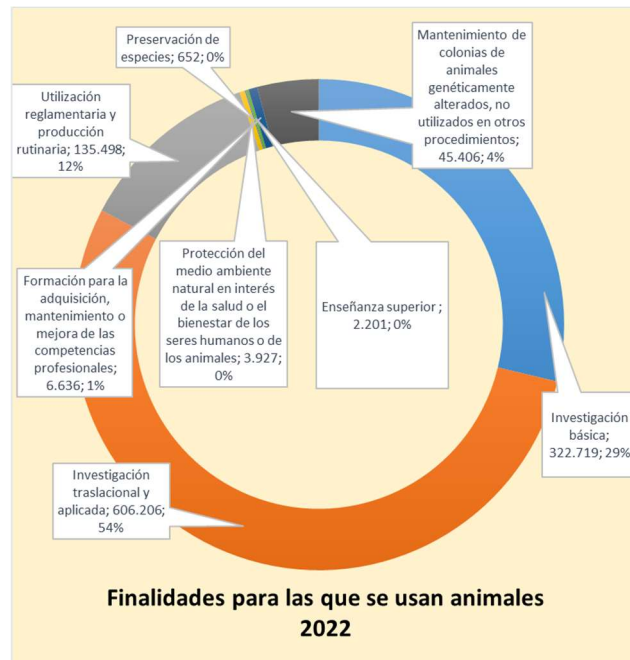 Preservación de
especies; 652; 0%
Mantenimiento de
colonias de
animales
genéticamente
alterados, no
utilizados en otros
procedimientos;
45.406; 4%
Utilización
reglamentaria y
producción
rutinaria; 135.498;
12%
Formación para la
adquisición,
mantenimiento o
mejora de las
competencias
profesionales;
6.636; 1%
Protección del
medio ambiente
natural en interés
de la salud o el
bienestar de los
seres humanos o de
los animales; 3.927;
0%
Enseñanza superior ;
2.201; 0%
Investigación
básica;
322.719; 29%
Investigación
traslacional y
aplicada; 606.206;
54%
Finalidades para las que se usan animales
2022